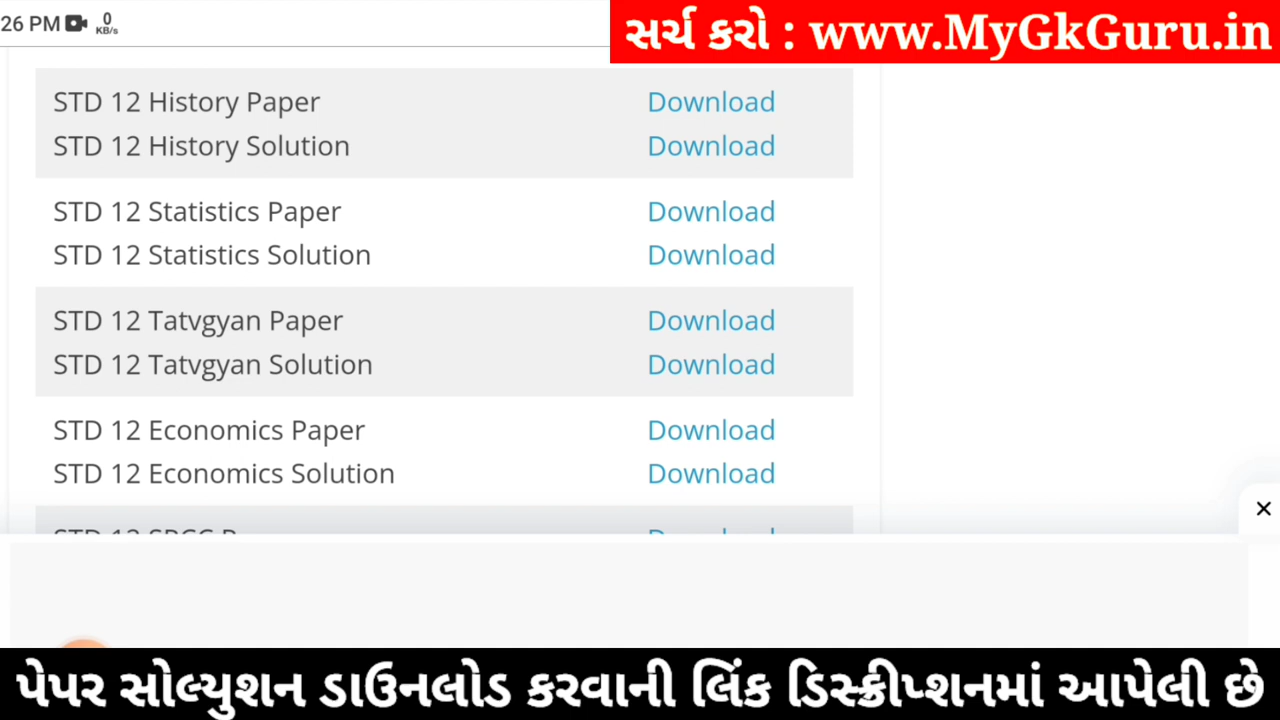 26 PM 0 KB/s
સર્ચ કરો : www.MyGkGuru.in
STD 12 History Paper Download
STD 12 History Solution Download
STD 12 Statistics Paper Download
STD 12 Statistics Solution Download
STD 12 Tatvgyan Paper Download
STD 12 Tatvgyan Solution Download
STD 12 Economics Paper Download
STD 12 Economics Solution Download
STD 12
પેપર સોલ્યુશન ડાઉનલોડ કરવાની લિંક ડિસ્ક્રીપ્શનમાં આપેલી છે